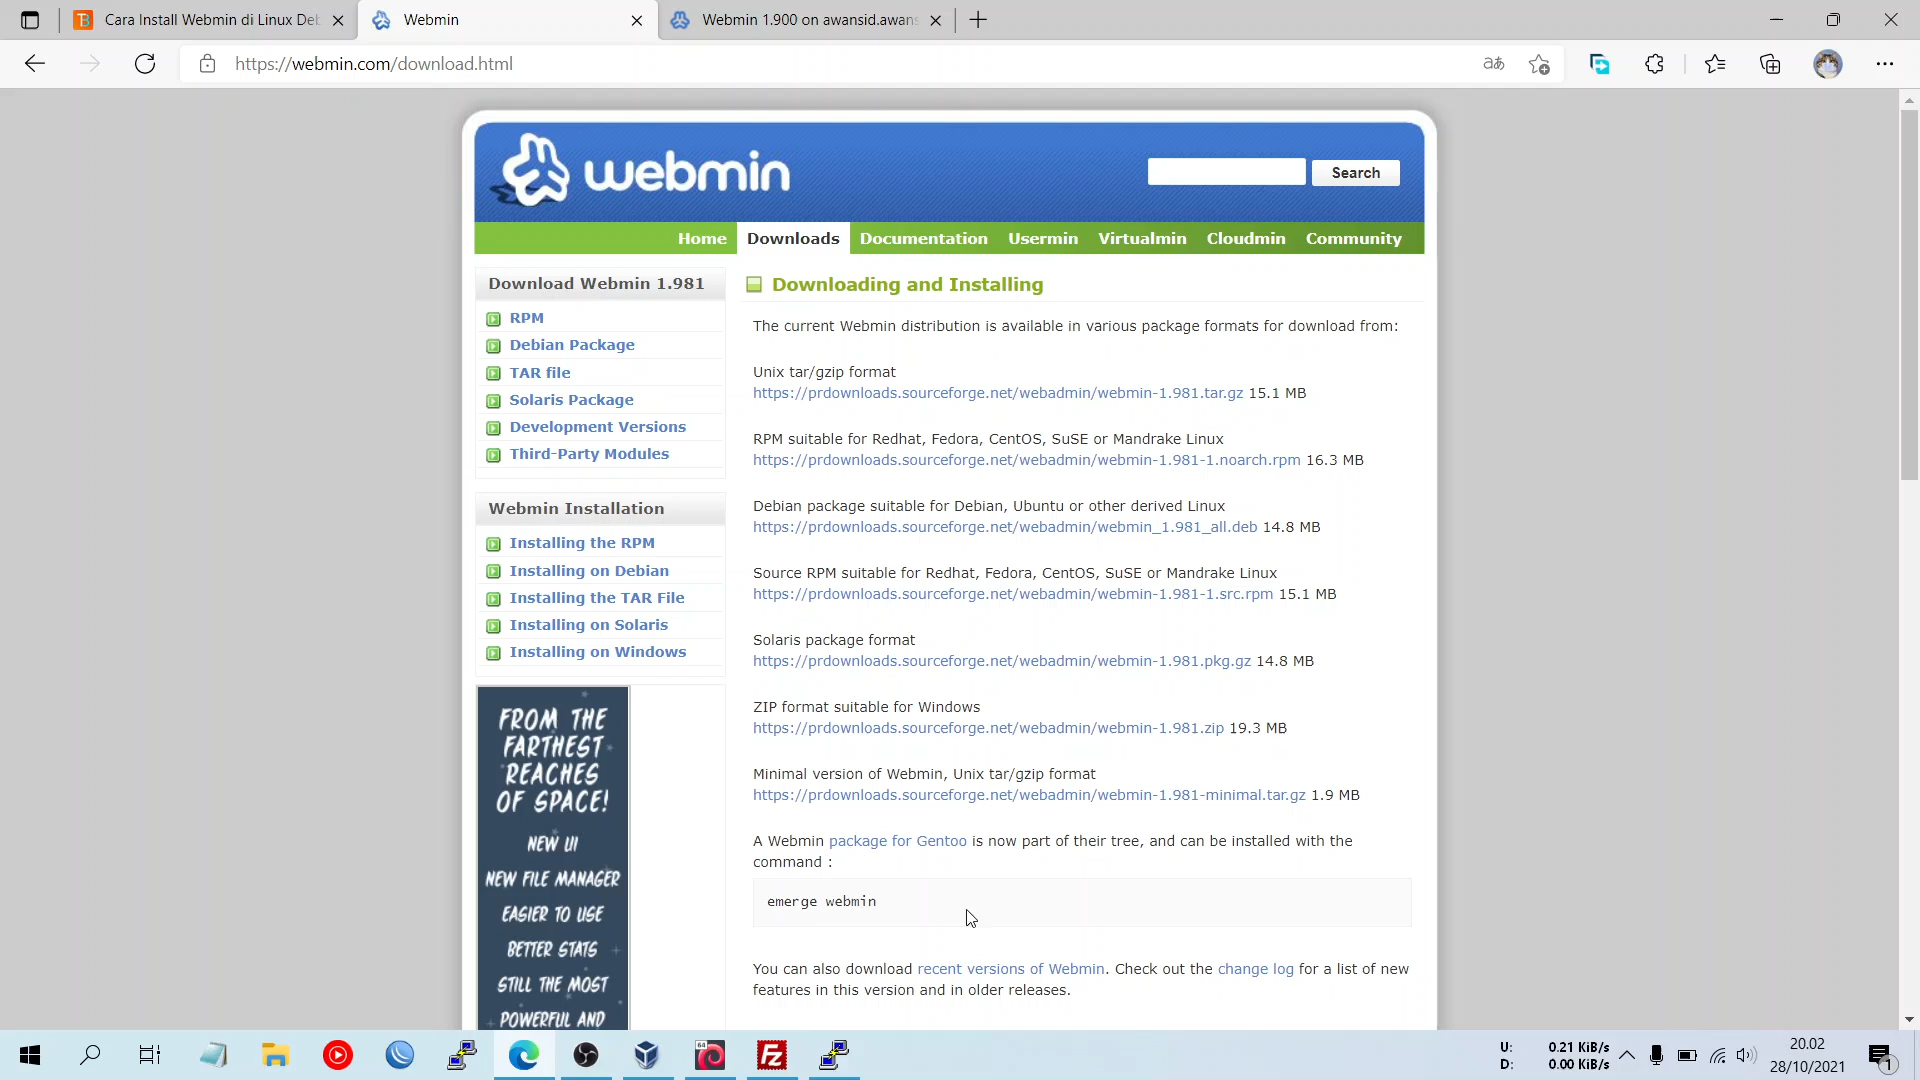 Cara Install Webmin di Linux Deb
Webmin
Webmin 1.900 on awansid.awans
https://webmin.com/download.html
webmin
Search
Home
Downloads
Documentation
Usermin
Virtualmin
Cloudmin
Community
Download Webmin 1.981
RPM
Debian Package
TAR file
Solaris Package
Development Versions
Third-Party Modules
Webmin Installation
Installing the RPM
Installing on Debian
Installing the TAR File
Installing on Solaris
Installing on Windows
FROM THE
FARTHEST
REACHES
OF SPACE!
NEW UI
NEW FILE MANAGER
EASIER TO USE
BETTER STATS
STILL THE MOST
POWERFUL AND
Downloading and Installing
The current Webmin distribution is available in various package formats for download from:
Unix tar/gzip format
https://prdownloads.sourceforge.net/webadmin/webmin-1.981.tar.gz 15.1 MB
RPM suitable for Redhat, Fedora, CentOS, SuSE or Mandrake Linux
https://prdownloads.sourceforge.net/webadmin/webmin-1.981-1.noarch.rpm 16.3 MB
Debian package suitable for Debian, Ubuntu or other derived Linux
https://prdownloads.sourceforge.net/webadmin/webmin_1.981_all.deb 14.8 MB
Source RPM suitable for Redhat, Fedora, CentOS, SuSE or Mandrake Linux
https://prdownloads.sourceforge.net/webadmin/webmin-1.981-1.src.rpm 15.1 MB
Solaris package format
https://prdownloads.sourceforge.net/webadmin/webmin-1.981.pkg.gz 14.8 MB
ZIP format suitable for Windows
https://prdownloads.sourceforge.net/webadmin/webmin-1.981.zip 19.3 MB
Minimal version of Webmin, Unix tar/gzip format
https://prdownloads.sourceforge.net/webadmin/webmin-1.981-minimal.tar.gz 1.9 MB
A Webmin package for Gentoo is now part of their tree, and can be installed with the
command :
emerge webmin
You can also download recent versions of Webmin. Check out the change log for a list of new
features in this version and in older releases.
U: 0.21 KiB/s
D: 0.00 KiB/s
20.02
28/10/2021
1